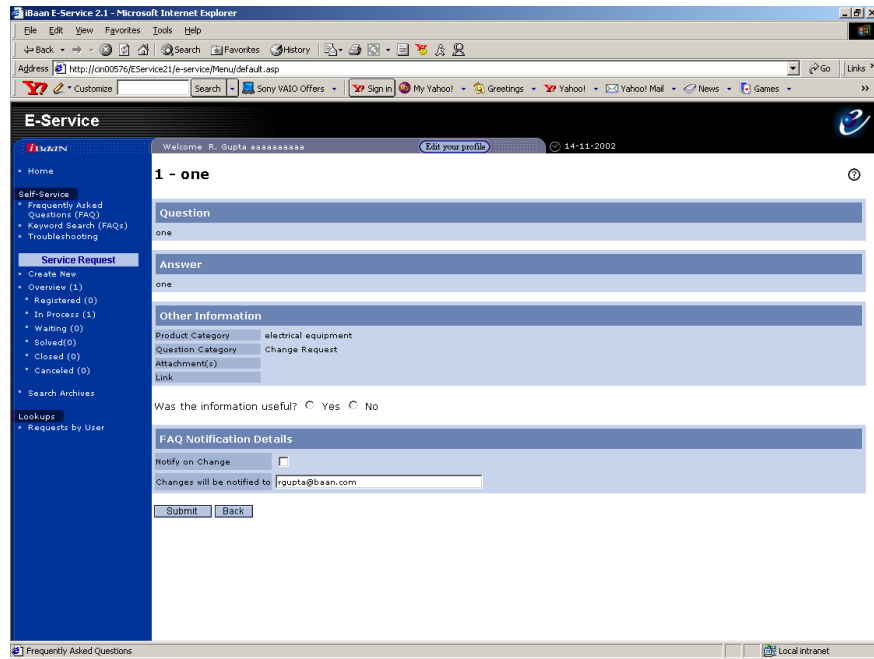 iBaan E-Service 2.1 - Microsoft Internet Explorer
File Edit View Favorites Tools Help
Back Search Favorites History
Address http://cin00576/EService21/e-service/Menu/default.asp Go Links »
Y! Customize Search Sony VAIO Offers Sign in My Yahoo! Greetings Yahoo! Yahoo! Mail News Games »
E-Service
iBaan Welcome R. Gupta aaaaaaaaaa Edit your profile 14-11-2002
Home
Self-Service
Frequently Asked
Questions (FAQ)
Keyword Search (FAQs)
Troubleshooting
Service Request
Create New
Overview (1)
Registered (0)
In Process (1)
Waiting (0)
Solved(0)
Closed (0)
Canceled (0)
Search Archives
Lookups
Requests by User
1 - one
Question
one
Answer
one
Other Information
Product Category electrical equipment
Question Category Change Request
Attachment(s)
Link
Was the information useful? Yes No
FAQ Notification Details
Notify on Change
Changes will be notified to rgupta@baan.com
Submit Back
Frequently Asked Questions Local intranet